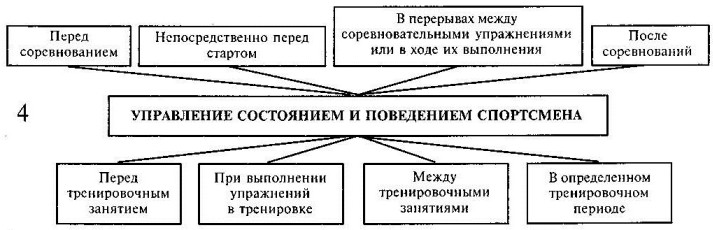 Перед
соревнованием
Непосредственно перед
стартом
В перерывах между
соревновательными упражнениями
или в ходе их выполнения
После
соревнований
4
УПРАВЛЕНИЕ СОСТОЯНИЕМ И ПОВЕДЕНИЕМ СПОРТСМЕНА
Перед
тренировочным
занятием
При выполнении
упражнений
в тренировке
Между
тренировочными
занятиями
В определенном
тренировочном
периоде